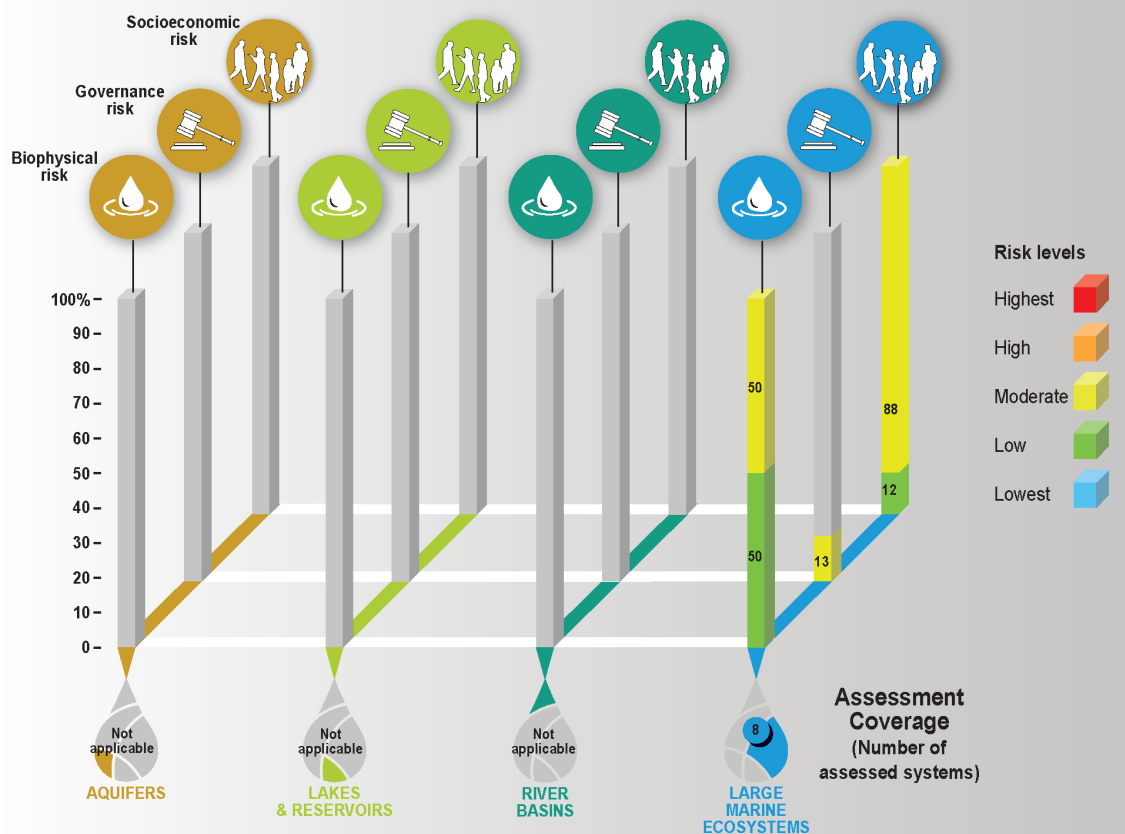 Socioeconomic
risk
Governance
risk
Biophysical
risk
100%
90
80
70
60
50
40
30
20
10
0
50
50
13
88
12
Risk levels
Highest
High
Moderate
Low
Lowest
Not
applicable
AQUIFERS
Not
applicable
LAKES
& RESERVOIRS
Not
applicable
RIVER
BASINS
8
LARGE
MARINE
ECOSYSTEMS
Assessment
Coverage
(Number of
assessed systems)